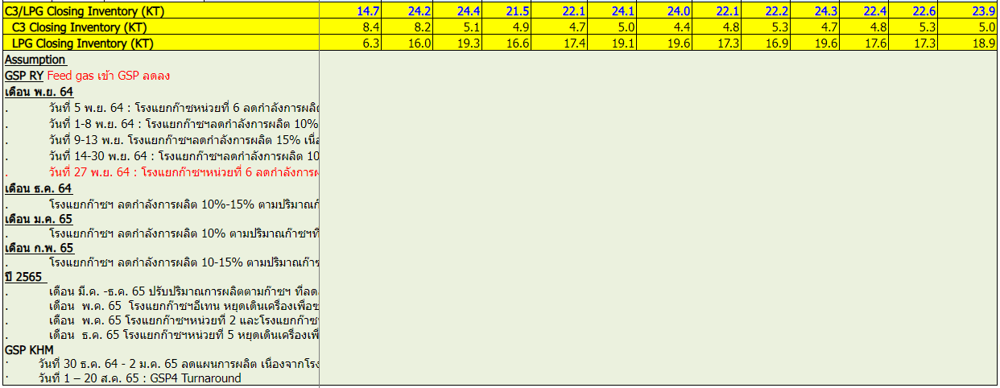 C3/LPG Closing Inventory (KT) 14.7 24.2 24.4 21.5 22.1 24.1 24.0 22.1 22.2 24.3 22.4 22.6 23.9
C3 Closing Inventory (KT) 8.4 8.2 5.1 4.9 4.7 5.0 4.4 4.8 5.3 4.7 4.8 5.3 5.0
LPG Closing Inventory (KT) 6.3 16.0 19.3 16.6 17.4 19.1 19.6 17.3 16.9 19.6 17.6 17.3 18.9
Assumption
GSP RY Feed gas เข้า GSP ลดลง
เดือน พ.ย. 64
. วันที่ 5 พ.ย. 64 : โรงแยกก๊าซหน่วยที่ 6 ลดกำลังการผลิ
. วันที่ 1-8 พ.ย. 64 : โรงแยกก๊าซฯลดกำลังการผลิต 10%
. วันที่ 9-13 พ.ย. โรงแยกก๊าซฯลดกำลังการผลิต 15% เนื่
. วันที่ 14-30 พ.ย. 64 : โรงแยกก๊าซฯลดกำลังการผลิต 10
. วันที่ 27 พ.ย. 64 : โรงแยกก๊าซฯหน่วยที่ 6 ลดกำลังการ
เดือน ธ.ค. 64
. โรงแยกก๊าซฯ ลดกำลังการผลิต 10%-15% ตามปริมาณก๊
เดือน ม.ค. 65
. โรงแยกก๊าซฯ ลดกำลังการผลิต 10% ตามปริมาณก๊าซฯที่
เดือน ก.พ. 65
. โรงแยกก๊าซฯ ลดกำลังการผลิต 10-15% ตามปริมาณก๊าซ
ปี 2565
. เดือน มี.ค. -ธ.ค. 65 ปรับปริมาณการผลิตตามก๊าซฯ ที่ลด
. เดือน พ.ค. 65 โรงแยกก๊าซฯอีเทน หยุดเดินเครื่องเพื่อ
. เดือน พ.ค. 65 โรงแยกก๊าซฯหน่วยที่ 2 และโรงแยกก๊าซ
. เดือน ธ.ค. 65 โรงแยกก๊าซฯหน่วยที่ 5 หยุดเดินเครื่องเพื่
GSP KHM
· วันที่ 30 ธ.ค. 64 - 2 ม.ค. 65 ลดแผนการผลิต เนื่องจากโรง
· วันที่ 1 – 20 ส.ค. 65 : GSP4 Turnaround